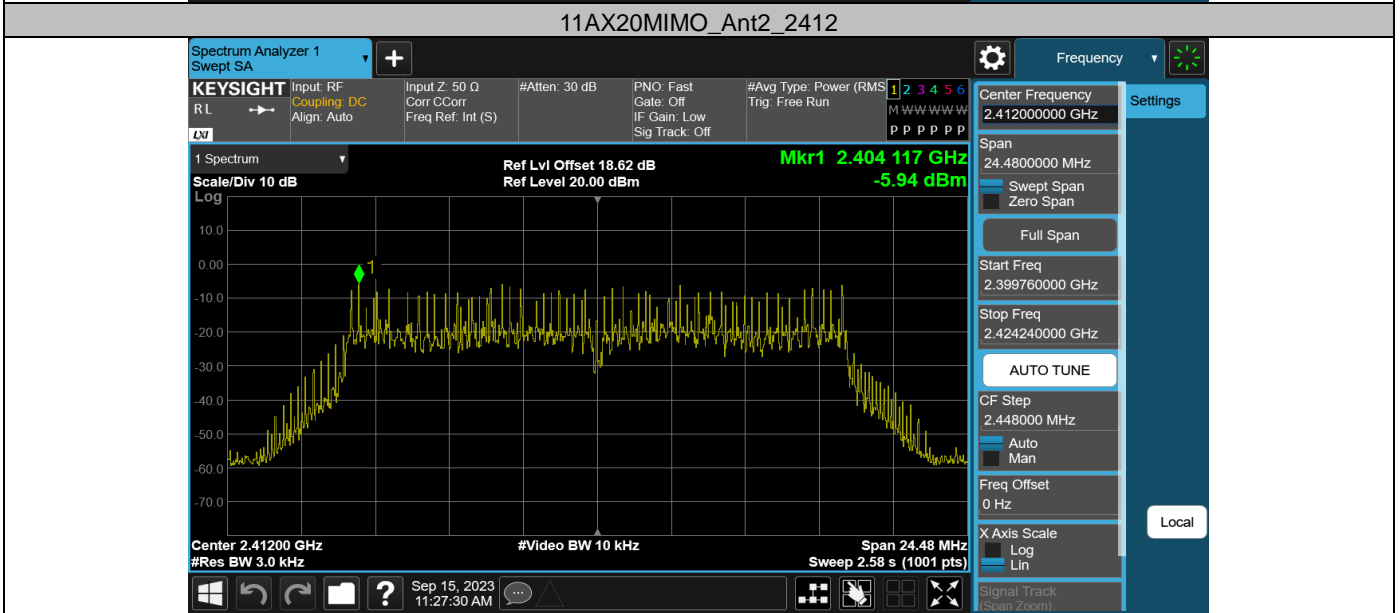 11AX20MIMO_Ant2_2412
Spectrum Analyzer 1
Swept SA
+
Frequency
KEYSIGHT
R L
LXI
Input: RF
Coupling: DC
Align: Auto
Input Z: 50 Ω
Corr CCorr
Freq Ref: Int (S)
#Atten: 30 dB
PNO: Fast
Gate: Off
IF Gain: Low
Sig Track: Off
#Avg Type: Power (RMS
Trig: Free Run
1 2 3 4 5 6
M W W W W W
P P P P P P
1 Spectrum
Scale/Div 10 dB
Log
Ref Lvl Offset 18.62 dB
Ref Level 20.00 dBm
Mkr1 2.404 117 GHz
-5.94 dBm
1
10.0
0.00
-10.0
-20.0
-30.0
-40.0
-50.0
-60.0
-70.0
Center 2.41200 GHz
#Res BW 3.0 kHz
#Video BW 10 kHz
Span 24.48 MHz
Sweep 2.58 s (1001 pts)
Center Frequency
2.412000000 GHz
Span
24.4800000 MHz
Swept Span
Zero Span
Full Span
Start Freq
2.399760000 GHz
Stop Freq
2.424240000 GHz
AUTO TUNE
CF Step
2.448000 MHz
Auto
Man
Freq Offset
0 Hz
X Axis Scale
Log
Lin
Signal Track
(Span Zoom)
Settings
Local
?
Sep 15, 2023
11:27:30 AM